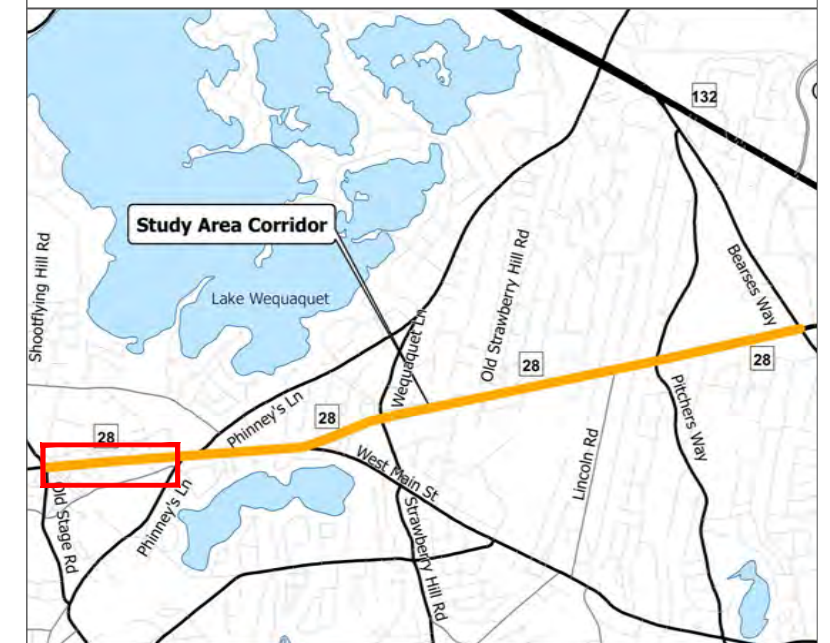 132
Study Area Corridor
Shootflying Hill Rd
Lake Wequaquet
Wequaquet Ln
Old Strawberry Hill Rd
Bearses Way
28
28
28
28
Phinney's Ln
West Main St
Lincoln Rd
Pitchers Way
Old Stage Rd
Phinney's Ln
Strawberry Hill Rd